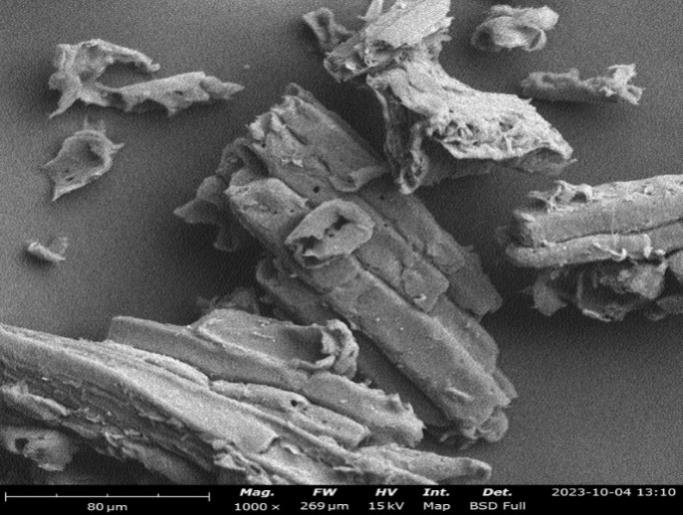 Mag. FW HV Int. Det. 2023-10-04 13:10
80 µm 1000 x 269 µm 15 kV Map BSD Full